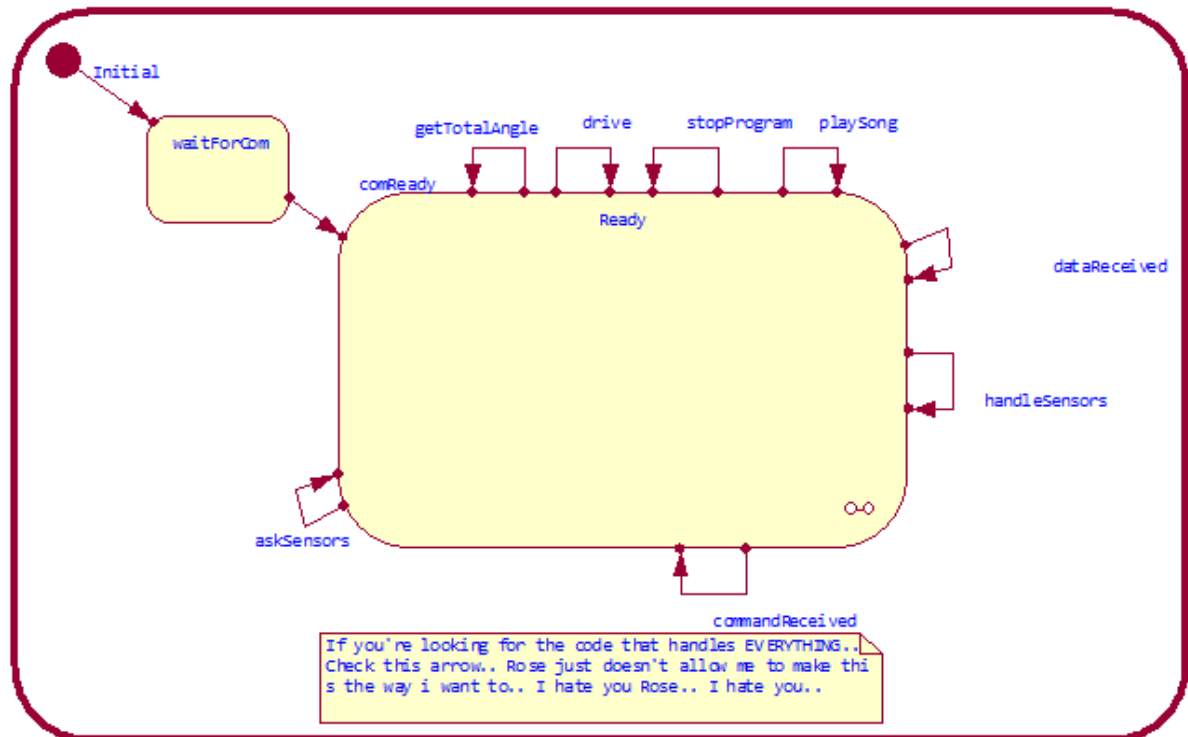 Initial
waitForCom
getTotalAngle
drive
stopProgram
playSong
comReady
Ready
dataReceived
handleSensors
askSensors
commandReceived
If you're looking for the code that handles EVERYTHING..
Check this arrow.. Rose just doesn't allow me to make thi
s the way i want to.. I hate you Rose.. I hate you..